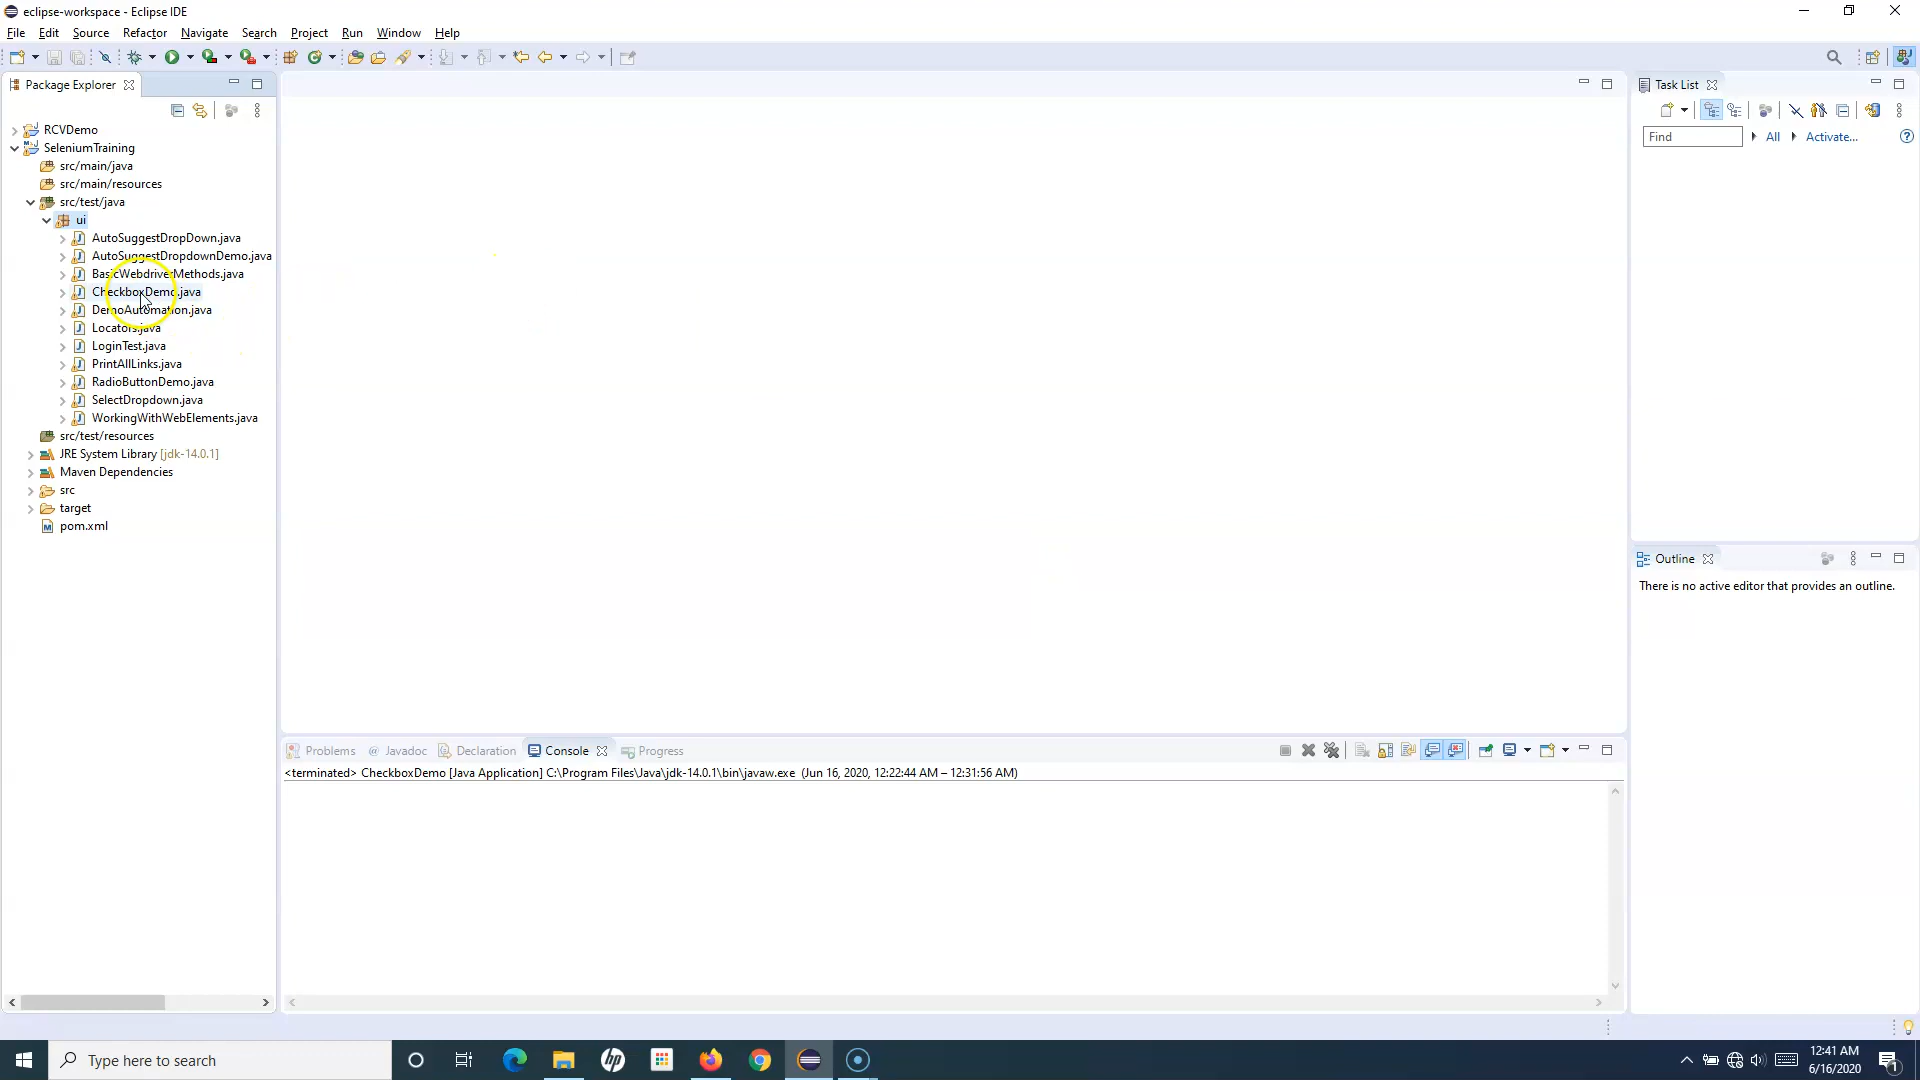 eclipse-workspace - Eclipse IDE
File Edit Source Refactor Navigate Search Project Run Window Help
Package Explorer
RCVDemo
SeleniumTraining
src/main/java
src/main/resources
src/test/java
ui
AutoSuggestDropDown.java
AutoSuggestDropdownDemo.java
BasicWebdriverMethods.java
CheckboxDemo.java
DemoAutomation.java
Locators.java
LoginTest.java
PrintAllLinks.java
RadioButtonDemo.java
SelectDropdown.java
WorkingWithWebElements.java
src/test/resources
JRE System Library [jdk-14.0.1]
Maven Dependencies
src
target
pom.xml
Task List
Find All Activate...
Outline
There is no active editor that provides an outline.
Problems @ Javadoc Declaration Console Progress
<terminated> CheckboxDemo [Java Application] C:\Program Files\Java\jdk-14.0.1\bin\javaw.exe (Jun 16, 2020, 12:22:44 AM – 12:31:56 AM)
Type here to search
hp
12:41 AM
6/16/2020
1